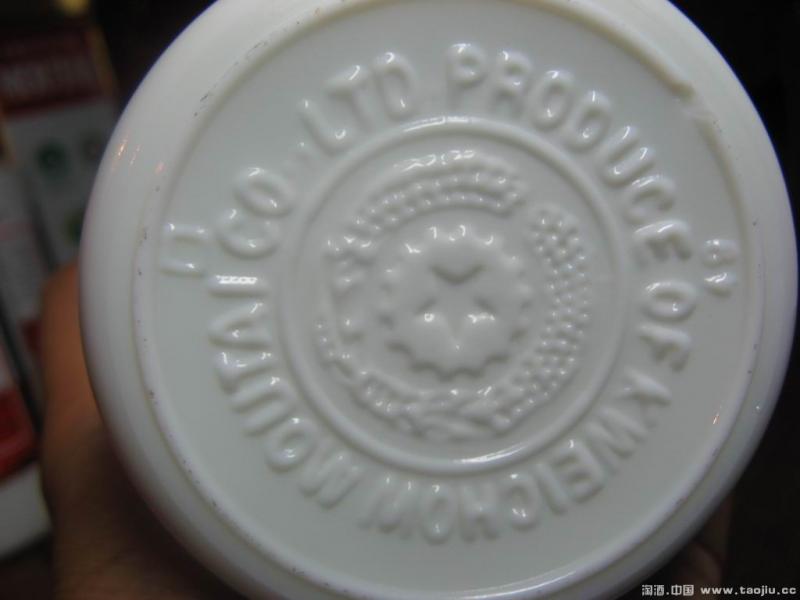 PRODUCE OF KWEICHOW MOUTAI CO.,LTD
淘酒.中国 www.taojiu.cc